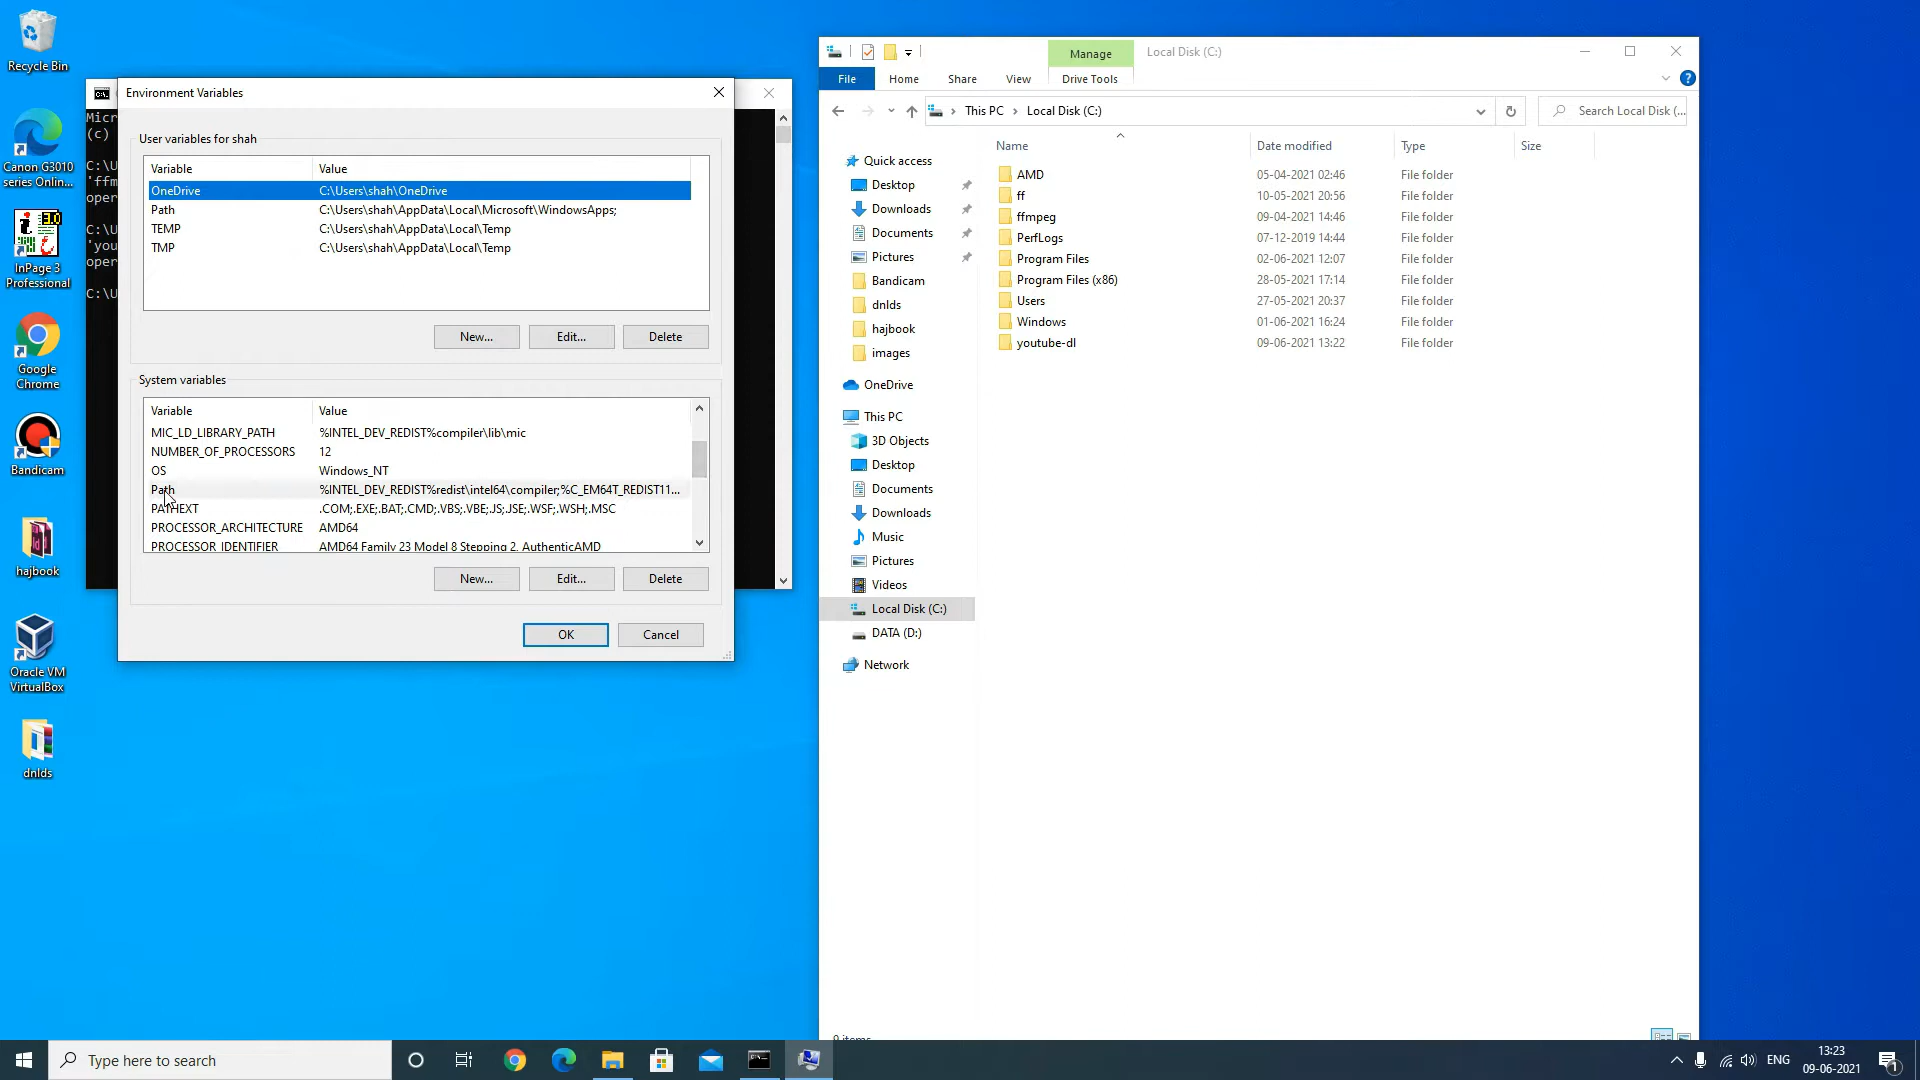 Recycle Bin
Canon G3010
series Onlin...
InPage 3
Professional
Google
Chrome
Bandicam
hajbook
Oracle VM
VirtualBox
dnlds
Micr
(c)
C:\U
'ffm
oper
C:\U
'you
oper
C:\U
Environment Variables
User variables for shah
Variable Value
OneDrive C:\Users\shah\OneDrive
Path C:\Users\shah\AppData\Local\Microsoft\WindowsApps;
TEMP C:\Users\shah\AppData\Local\Temp
TMP C:\Users\shah\AppData\Local\Temp
New... Edit... Delete
System variables
Variable Value
MIC_LD_LIBRARY_PATH %INTEL_DEV_REDIST%compiler\lib\mic
NUMBER_OF_PROCESSORS 12
OS Windows_NT
Path %INTEL_DEV_REDIST%redist\intel64\compiler;%C_EM64T_REDIST11...
PATHEXT .COM;.EXE;.BAT;.CMD;.VBS;.VBE;.JS;.JSE;.WSF;.WSH;.MSC
PROCESSOR_ARCHITECTURE AMD64
PROCESSOR_IDENTIFIER AMD64 Family 23 Model 8 Stepping 2, AuthenticAMD
New... Edit... Delete
OK Cancel
Manage Local Disk (C:)
File Home Share View Drive Tools
This PC Local Disk (C:) Search Local Disk (...
Name Date modified Type Size
Quick access
Desktop
Downloads
Documents
Pictures
Bandicam
dnlds
hajbook
images
OneDrive
This PC
3D Objects
Desktop
Documents
Downloads
Music
Pictures
Videos
Local Disk (C:)
DATA (D:)
Network
AMD 05-04-2021 02:46 File folder
ff 10-05-2021 20:56 File folder
ffmpeg 09-04-2021 14:46 File folder
PerfLogs 07-12-2019 14:44 File folder
Program Files 02-06-2021 12:07 File folder
Program Files (x86) 28-05-2021 17:14 File folder
Users 27-05-2021 20:37 File folder
Windows 01-06-2021 16:24 File folder
youtube-dl 09-06-2021 13:22 File folder
9 items
Type here to search
ENG
13:23
09-06-2021
1